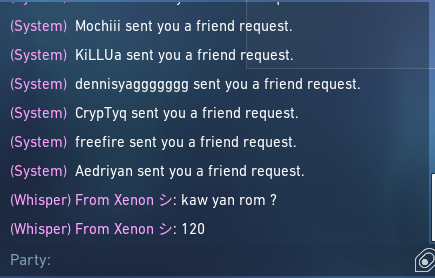 (System) Mochiii sent you a friend request.
(System) KiLLUa sent you a friend request.
(System) dennisyaggggggg sent you a friend request.
(System) CrypTyq sent you a friend request.
(System) freefire sent you a friend request.
(System) Aedriyan sent you a friend request.
(Whisper) From Xenon シ: kaw yan rom ?
(Whisper) From Xenon シ: 120
Party: